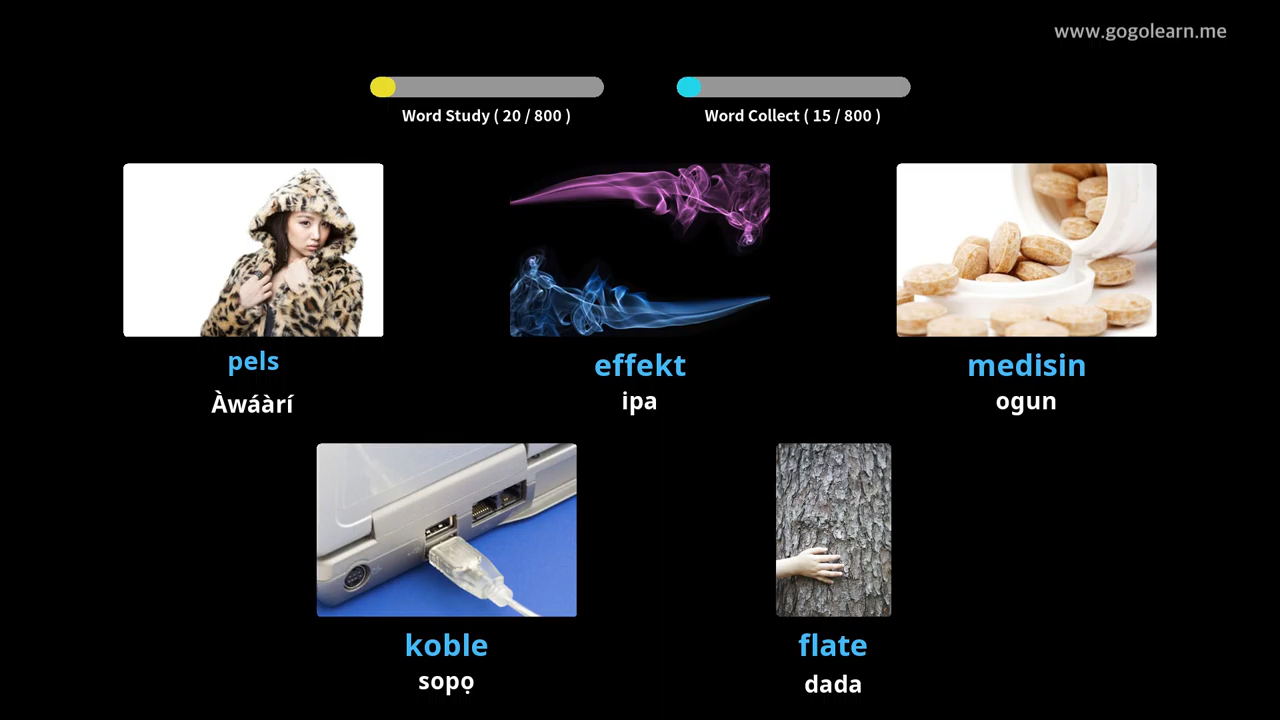 www.gogolearn.me
Word Study ( 20 / 800 )
Word Collect ( 15 / 800 )
pels
Àwáàrí
effekt
ipa
medisin
ogun
koble
sopọ
flate
dada